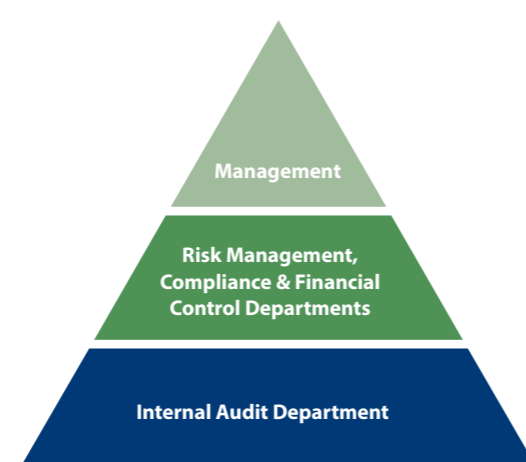 Management
Risk Management,
Compliance & Financial
Control Departments
Internal Audit Department